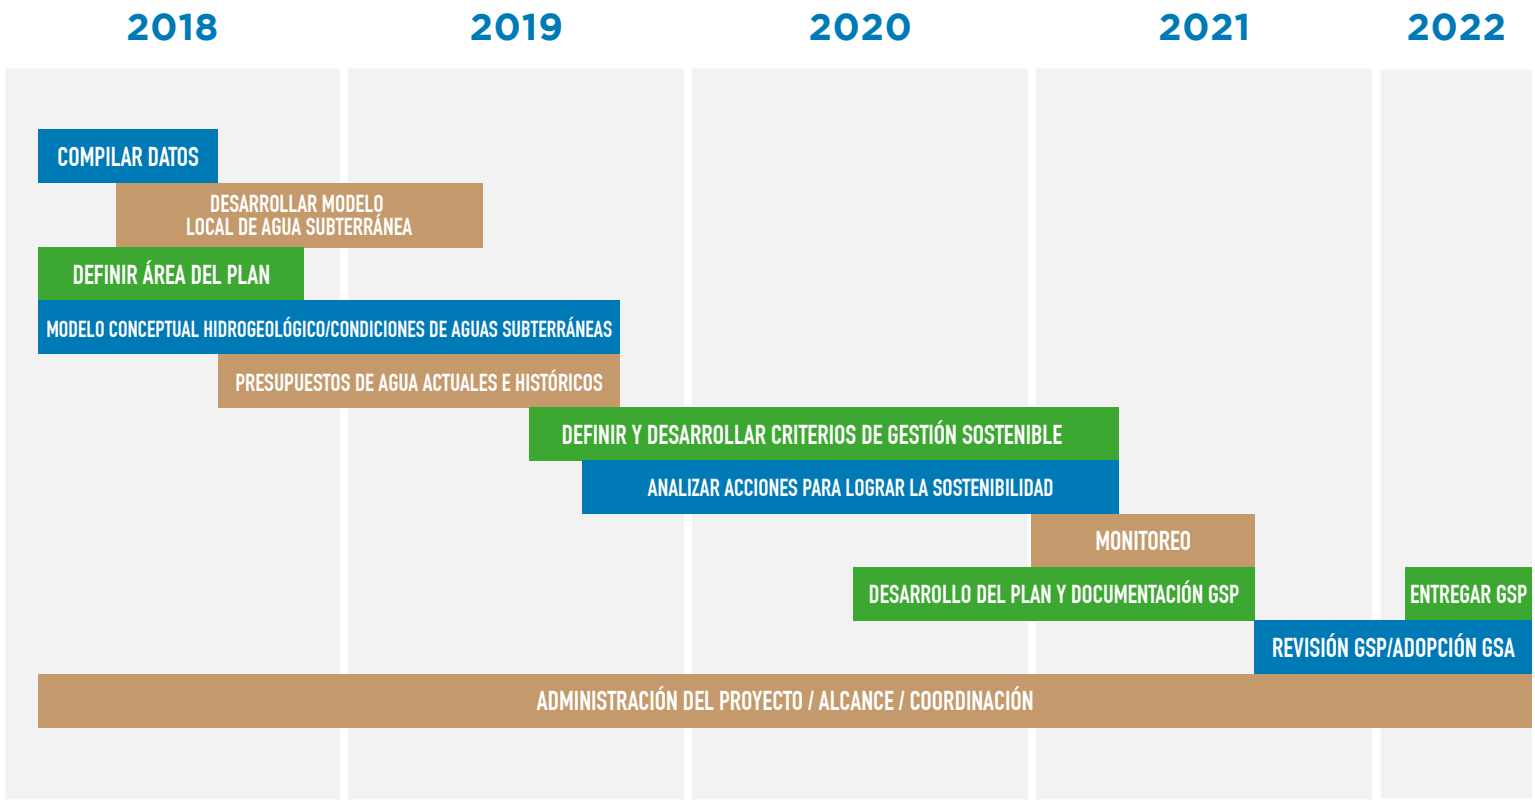 2018
2019
2020
2021
2022
COMPILAR DATOS
DESARROLLAR MODELO
LOCAL DE AGUA SUBTERRÁNEA
DEFINIR ÁREA DEL PLAN
MODELO CONCEPTUAL HIDROGEOLÓGICO/CONDICIONES DE AGUAS SUBTERRÁNEAS
PRESUPUESTOS DE AGUA ACTUALES E HISTÓRICOS
DEFINIR Y DESARROLLAR CRITERIOS DE GESTIÓN SOSTENIBLE
ANALIZAR ACCIONES PARA LOGRAR LA SOSTENIBILIDAD
MONITOREO
DESARROLLO DEL PLAN Y DOCUMENTACIÓN GSP
ENTREGAR GSP
REVISIÓN GSP/ADOPCIÓN GSA
ADMINISTRACIÓN DEL PROYECTO / ALCANCE / COORDINACIÓN